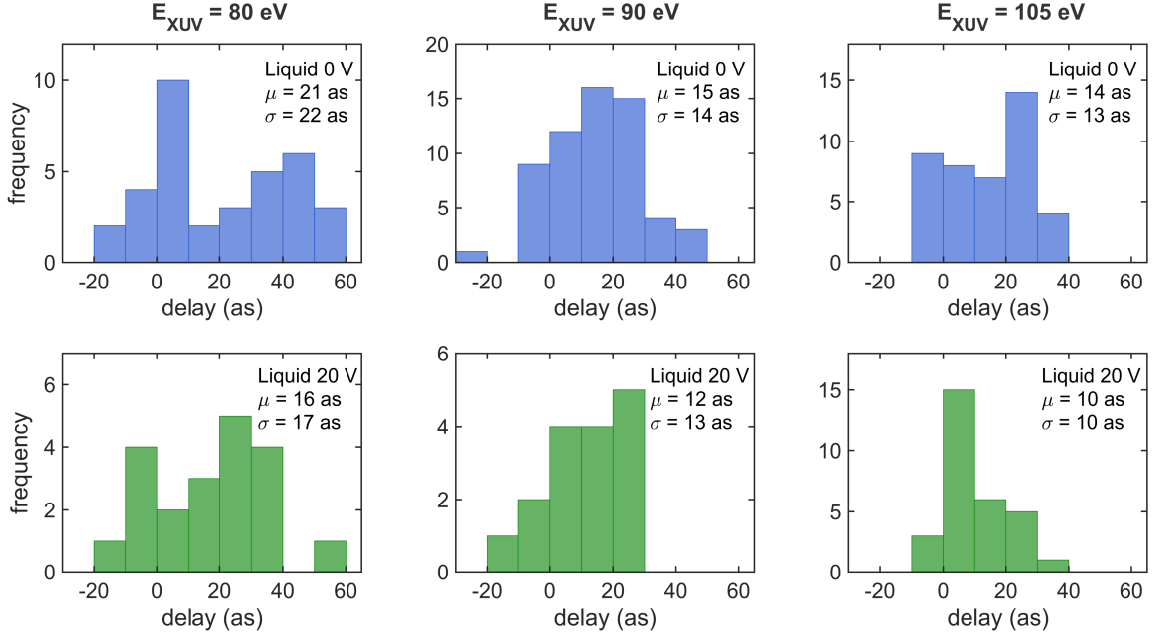 E_XUV = 80 eV
E_XUV = 90 eV
E_XUV = 105 eV
frequency
10
5
0
Liquid 0 V
μ = 21 as
σ = 22 as
-20 0 20 40 60
delay (as)
20
15
10
5
0
Liquid 0 V
μ = 15 as
σ = 14 as
-20 0 20 40 60
delay (as)
15
10
5
0
Liquid 0 V
μ = 14 as
σ = 13 as
-20 0 20 40 60
delay (as)
frequency
6
4
2
0
Liquid 20 V
μ = 16 as
σ = 17 as
-20 0 20 40 60
delay (as)
6
4
2
0
Liquid 20 V
μ = 12 as
σ = 13 as
-20 0 20 40 60
delay (as)
15
10
5
0
Liquid 20 V
μ = 10 as
σ = 10 as
-20 0 20 40 60
delay (as)